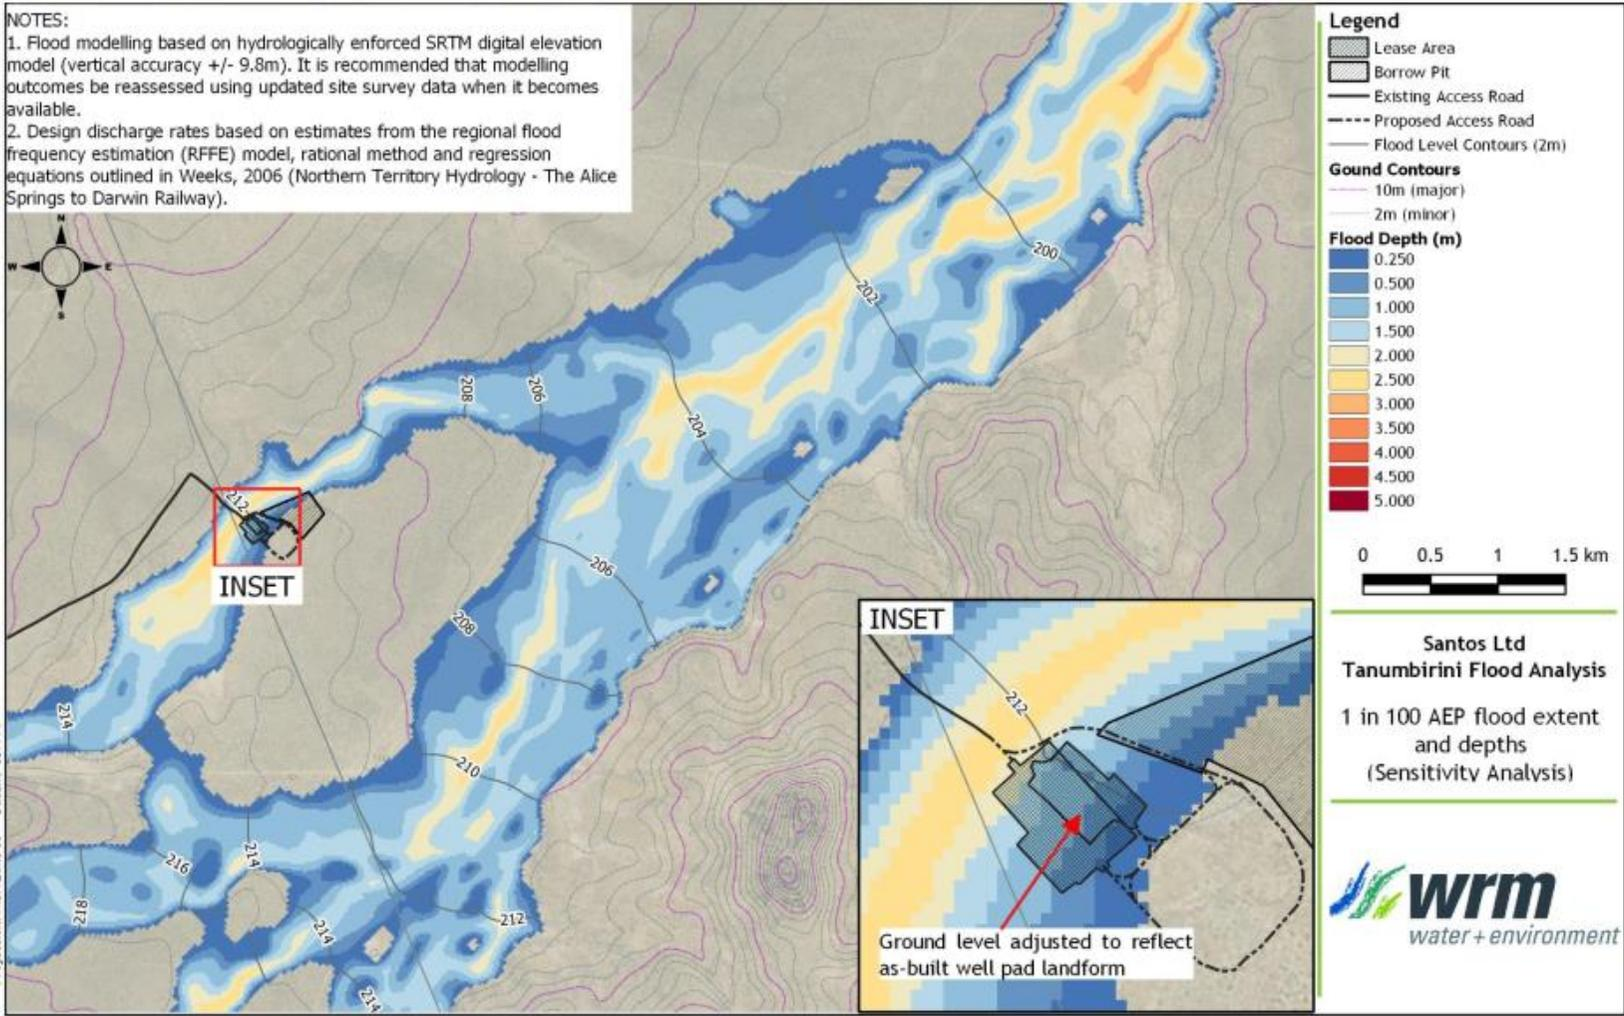 NOTES:
1. Flood modelling based on hydrologically enforced SRTM digital elevation
model (vertical accuracy +/- 9.8m). It is recommended that modelling
outcomes be reassessed using updated site survey data when it becomes
available.
2. Design discharge rates based on estimates from the regional flood
frequency estimation (RFFE) model, rational method and regression
equations outlined in Weeks, 2006 (Northern Territory Hydrology - The Alice
Springs to Darwin Railway).
N
W E
S
200
202
208
206
204
212
INSET
206
208
214
210
216
214
218
214
212
214
INSET
212
Ground level adjusted to reflect
as-built well pad landform
Legend
Lease Area
Borrow Pit
Existing Access Road
Proposed Access Road
Flood Level Contours (2m)
Gound Contours
10m (major)
2m (minor)
Flood Depth (m)
0.250
0.500
1.000
1.500
2.000
2.500
3.000
3.500
4.000
4.500
5.000
0 0.5 1 1.5 km
Santos Ltd
Tanumbirini Flood Analysis
1 in 100 AEP flood extent
and depths
(Sensitivity Analysis)
wrm
water + environment